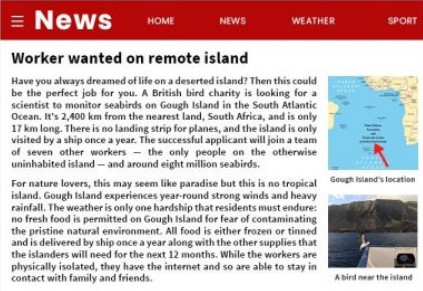 News
HOME
NEWS
WEATHER
SPORT
Worker wanted on remote island
Have you always dreamed of life on a deserted island? Then this could
be the perfect job for you. A British bird charity is looking for a
scientist to monitor seabirds on Gough Island in the South Atlantic
Ocean. It's 2,400 km from the nearest land, South Africa, and is only
17 km long. There is no landing strip for planes, and the island is only
visited by a ship once a year. The successful applicant will join a team
of seven other workers — the only people on the otherwise
uninhabited island — and around eight million seabirds.
For nature lovers, this may seem like paradise but this is no tropical
island. Gough Island experiences year-round strong winds and heavy
rainfall. The weather is only one hardship that residents must endure:
no fresh food is permitted on Gough Island for fear of contaminating
the pristine natural environment. All food is either frozen or tinned
and is delivered by ship once a year along with the other supplies that
the islanders will need for the next 12 months. While the workers are
physically isolated, they have the internet and so are able to stay in
contact with family and friends.
Gough Island's location
A bird near the island